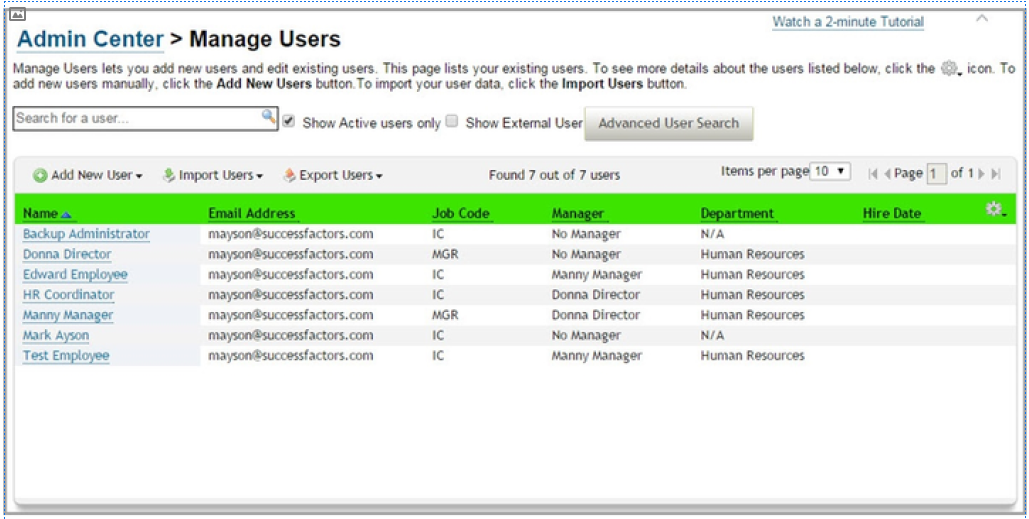 Watch a 2-minute Tutorial
Admin Center > Manage Users
Manage Users lets you add new users and edit existing users. This page lists your existing users. To see more details about the users listed below, click the icon. To
add new users manually, click the Add New Users button.To import your user data, click the Import Users button.
Search for a user... Show Active users only Show External User Advanced User Search
Add New User Import Users Export Users Found 7 out of 7 users Items per page 10 Page 1 of 1
Name Email Address Job Code Manager Department Hire Date
Backup Administrator mayson@successfactors.com IC No Manager N/A
Donna Director mayson@successfactors.com MGR No Manager Human Resources
Edward Employee mayson@successfactors.com IC Manny Manager Human Resources
HR Coordinator mayson@successfactors.com IC Donna Director Human Resources
Manny Manager mayson@successfactors.com MGR Donna Director Human Resources
Mark Ayson mayson@successfactors.com IC No Manager N/A
Test Employee mayson@successfactors.com IC Manny Manager Human Resources